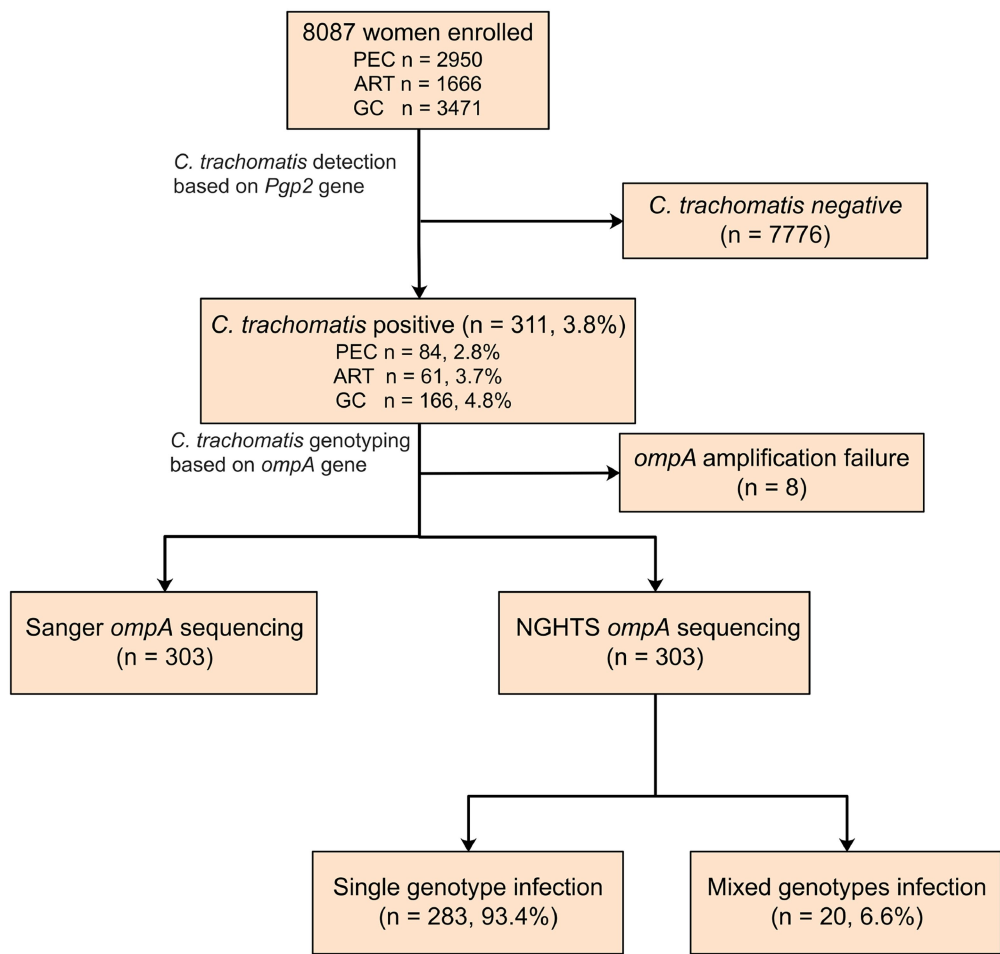 8087 women enrolled
PEC n = 2950
ART n = 1666
GC n = 3471
C. trachomatis detection
based on Pgp2 gene
C. trachomatis negative
(n = 7776)
C. trachomatis positive (n = 311, 3.8%)
PEC n = 84, 2.8%
ART n = 61, 3.7%
GC n = 166, 4.8%
C. trachomatis genotyping
based on ompA gene
ompA amplification failure
(n = 8)
Sanger ompA sequencing
(n = 303)
NGHTS ompA sequencing
(n = 303)
Single genotype infection
(n = 283, 93.4%)
Mixed genotypes infection
(n = 20, 6.6%)